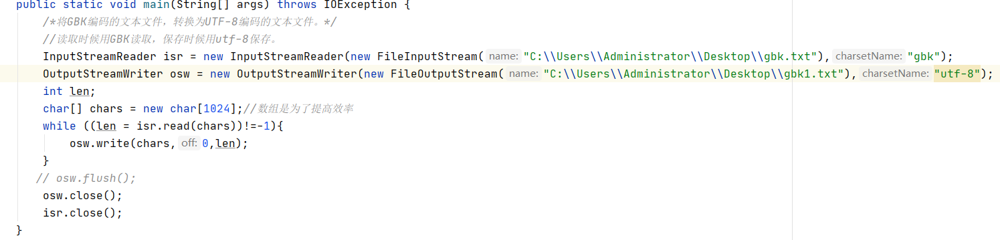 public static void main(String[] args) throws IOException {
/*将GBK编码的文本文件，转换为UTF-8编码的文本文件。*/
//读取时候用GBK读取，保存时候用utf-8保存。
InputStreamReader isr = new InputStreamReader(new FileInputStream( name: "C:\\Users\\Administrator\\Desktop\\gbk.txt"), charsetName: "gbk");
OutputStreamWriter osw = new OutputStreamWriter(new FileOutputStream( name: "C:\\Users\\Administrator\\Desktop\\gbk1.txt"), charsetName: "utf-8");
int len;
char[] chars = new char[1024];//数组是为了提高效率
while ((len = isr.read(chars))!=-1){
osw.write(chars, off: 0,len);
}
// osw.flush();
osw.close();
isr.close();
}